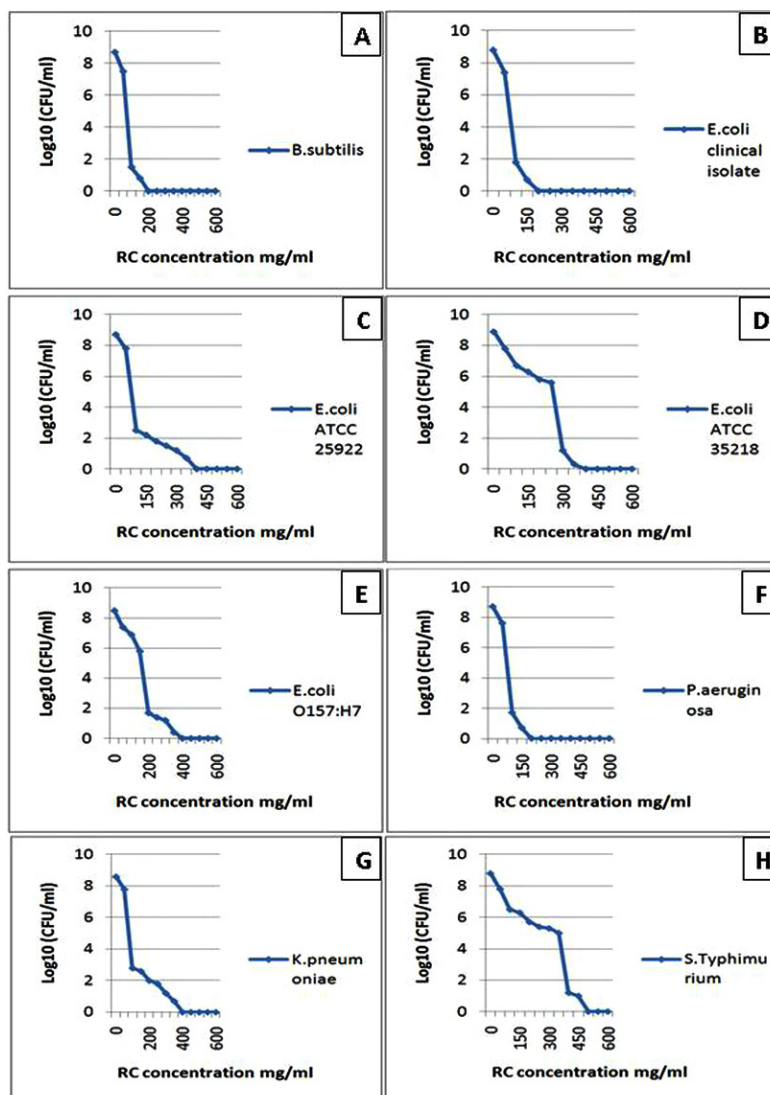 A
10
8
6
4
2
0
Log10 (CFU/ml)
0
200
400
600
RC concentration mg/ml
B.subtilis
B
10
8
6
4
2
0
Log10 (CFU/ml)
0
150
300
450
600
RC concentration mg/ml
E.coli
clinical
isolate
C
10
8
6
4
2
0
Log10 (CFU/ml)
0
150
300
450
600
RC concentration mg/ml
E.coli
ATCC
25922
D
10
8
6
4
2
0
Log10 (CFU/ml)
0
150
300
450
600
RC concentration mg/ml
E.coli
ATCC
35218
E
10
8
6
4
2
0
Log10 (CFU/ml)
0
200
400
600
RC concentration mg/ml
E.coli
O157:H7
F
10
8
6
4
2
0
Log10 (CFU/ml)
0
150
300
450
600
RC concentration mg/ml
P.aerugin
osa
G
10
8
6
4
2
0
Log10 (CFU/ml)
0
200
400
600
RC concentration mg/ml
K.pneum
oniae
H
10
8
6
4
2
0
Log10 (CFU/ml)
0
150
300
450
600
RC concentration mg/ml
S.Typhimu
rium